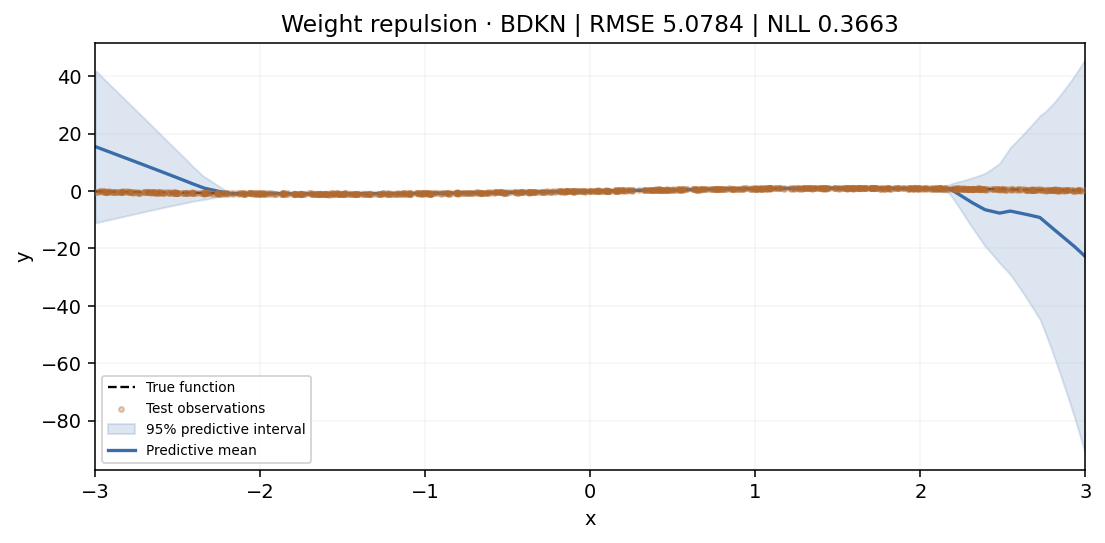 Weight repulsion · BDKN | RMSE 5.0784 | NLL 0.3663
40
20
0
−20
−40
−60
−80
y
True function
Test observations
95% predictive interval
Predictive mean
−3
−2
−1
0
1
2
3
x